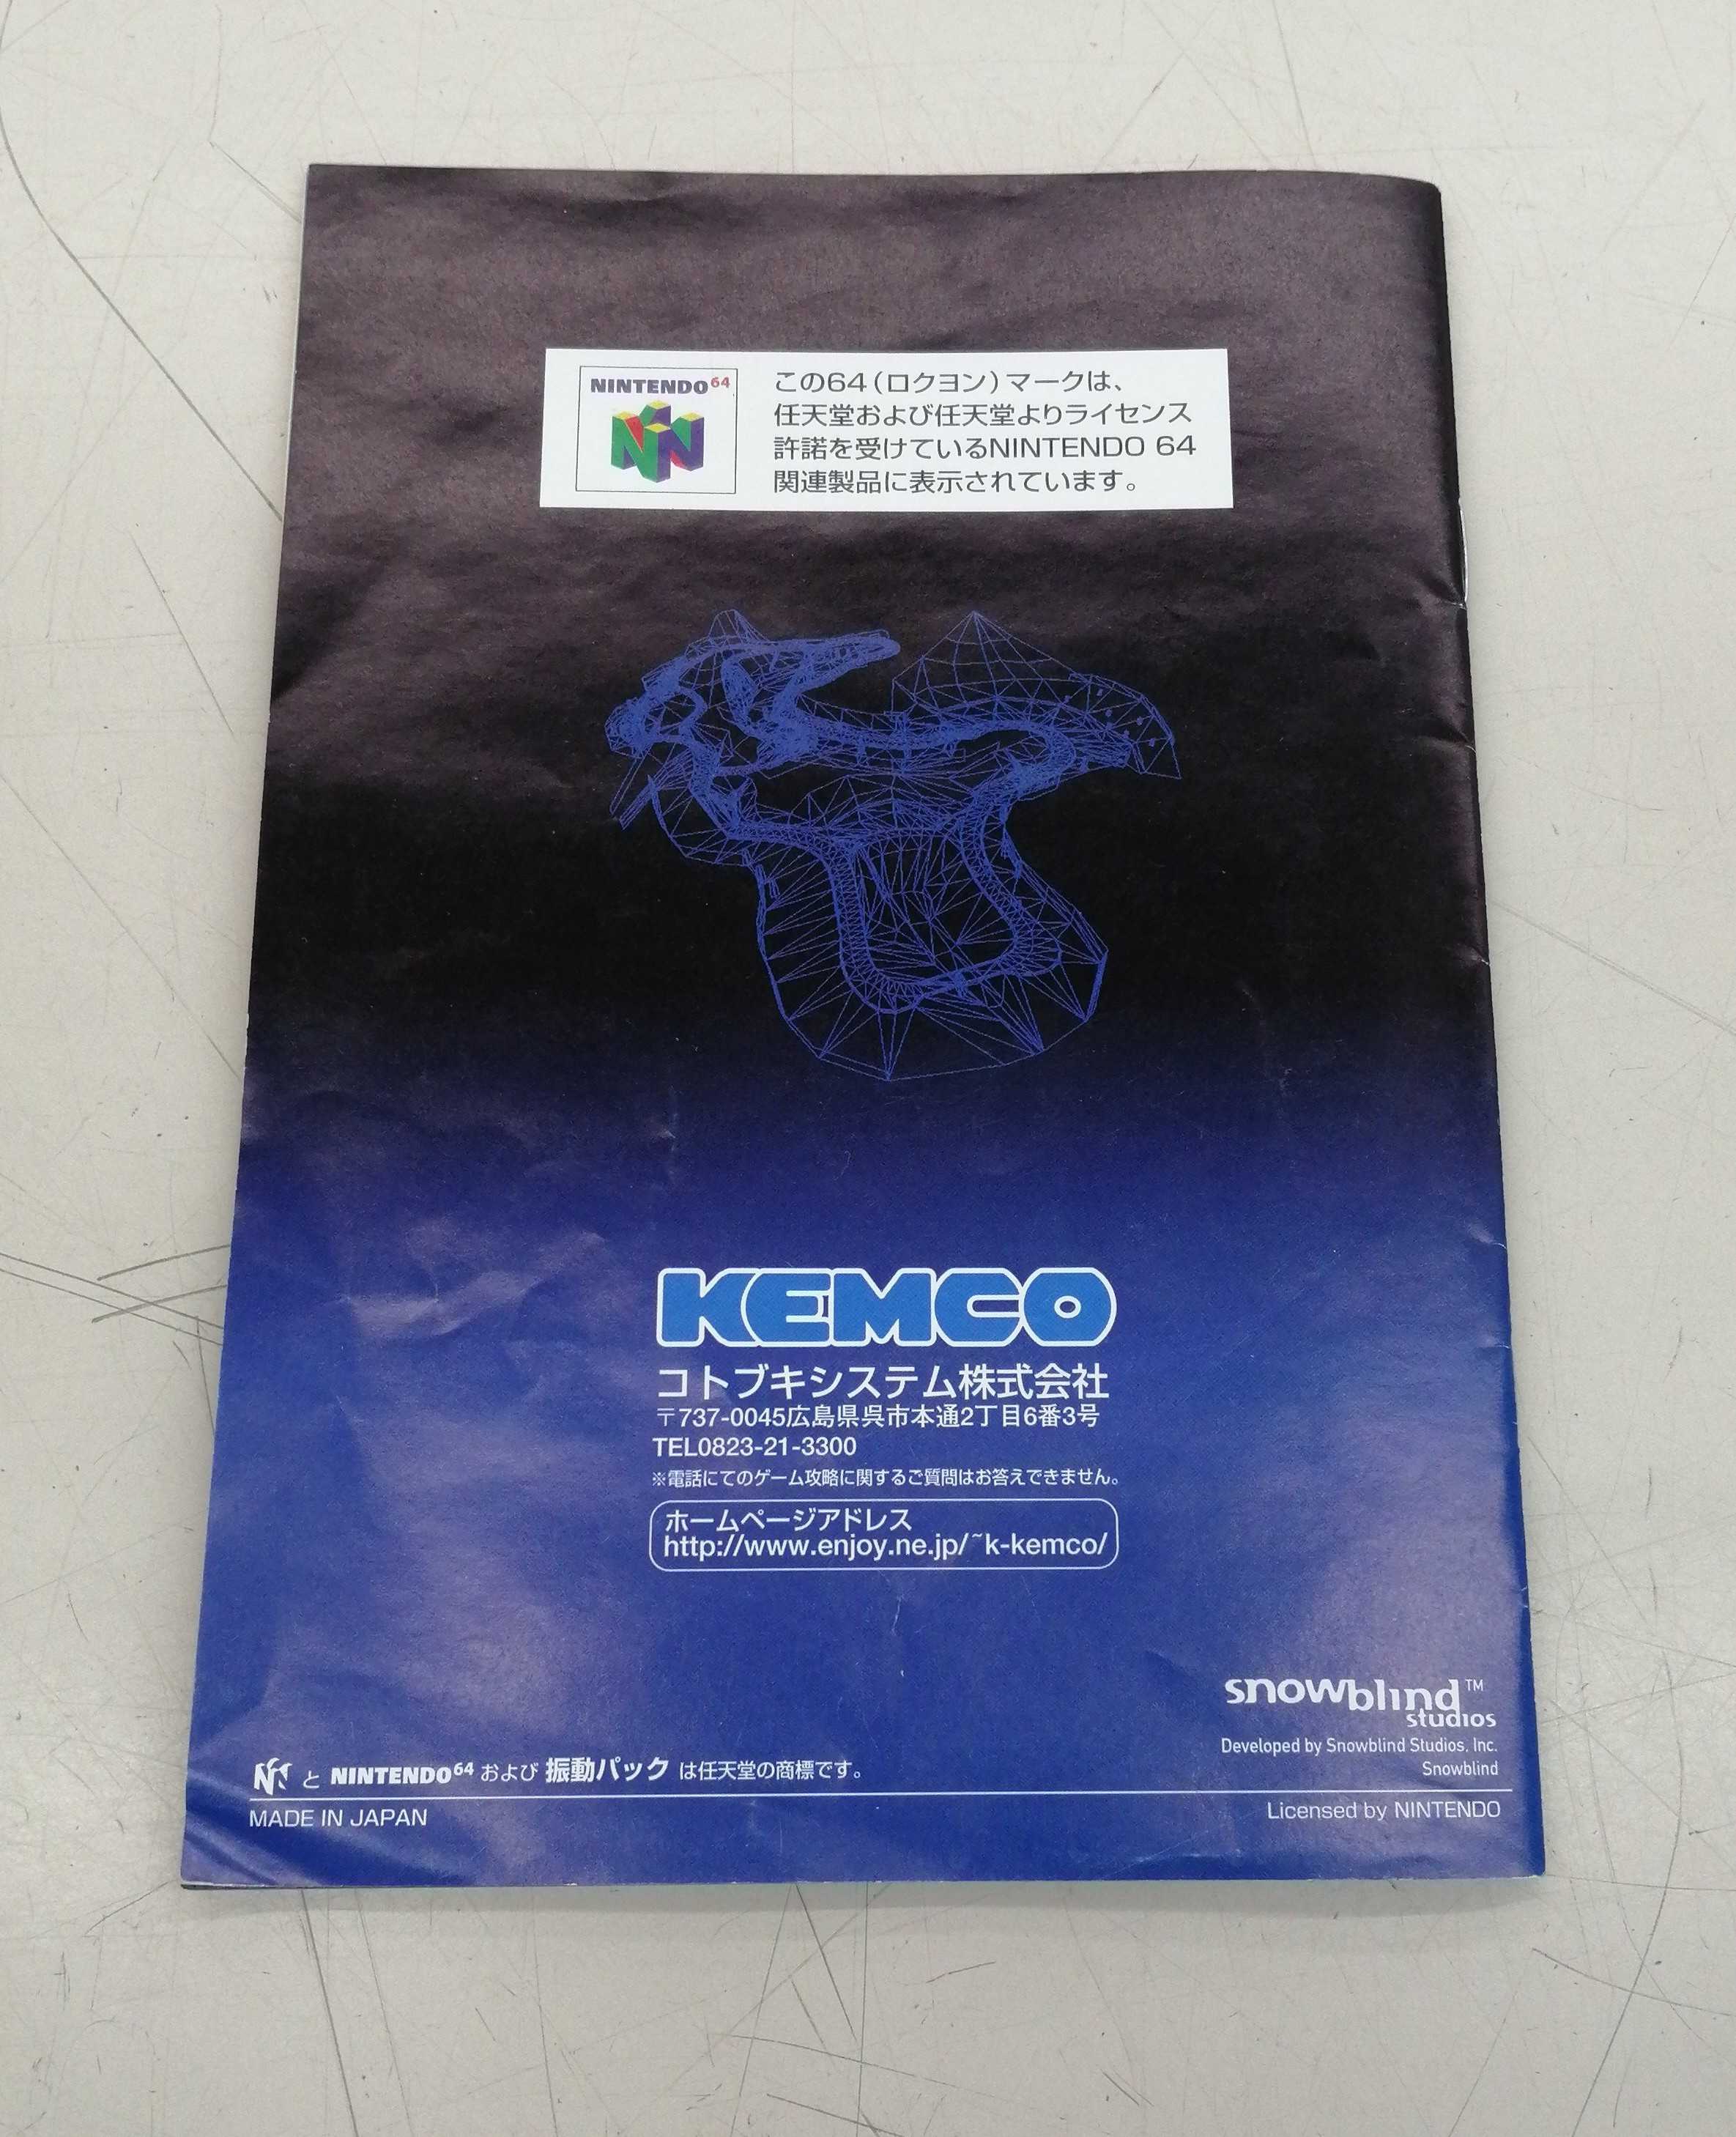 NINTENDO 64
この64(ロクヨン)マークは、
任天堂および任天堂よりライセンス
許諾を受けているNINTENDO 64
関連製品に表示されています。
KEMCO
コトブキシステム株式会社
〒737-0045広島県呉市本通2丁目6番3号
TEL0823-21-3300
※電話にてのゲーム攻略に関するご質問はお答えできません。
ホームページアドレス
http://www.enjoy.ne.jp/~k-kemco/
snowblind™
studios
Developed by Snowblind Studios, Inc.
Snowblind
と NINTENDO64 および 振動パック は任天堂の商標です。
MADE IN JAPAN
Licensed by NINTENDO